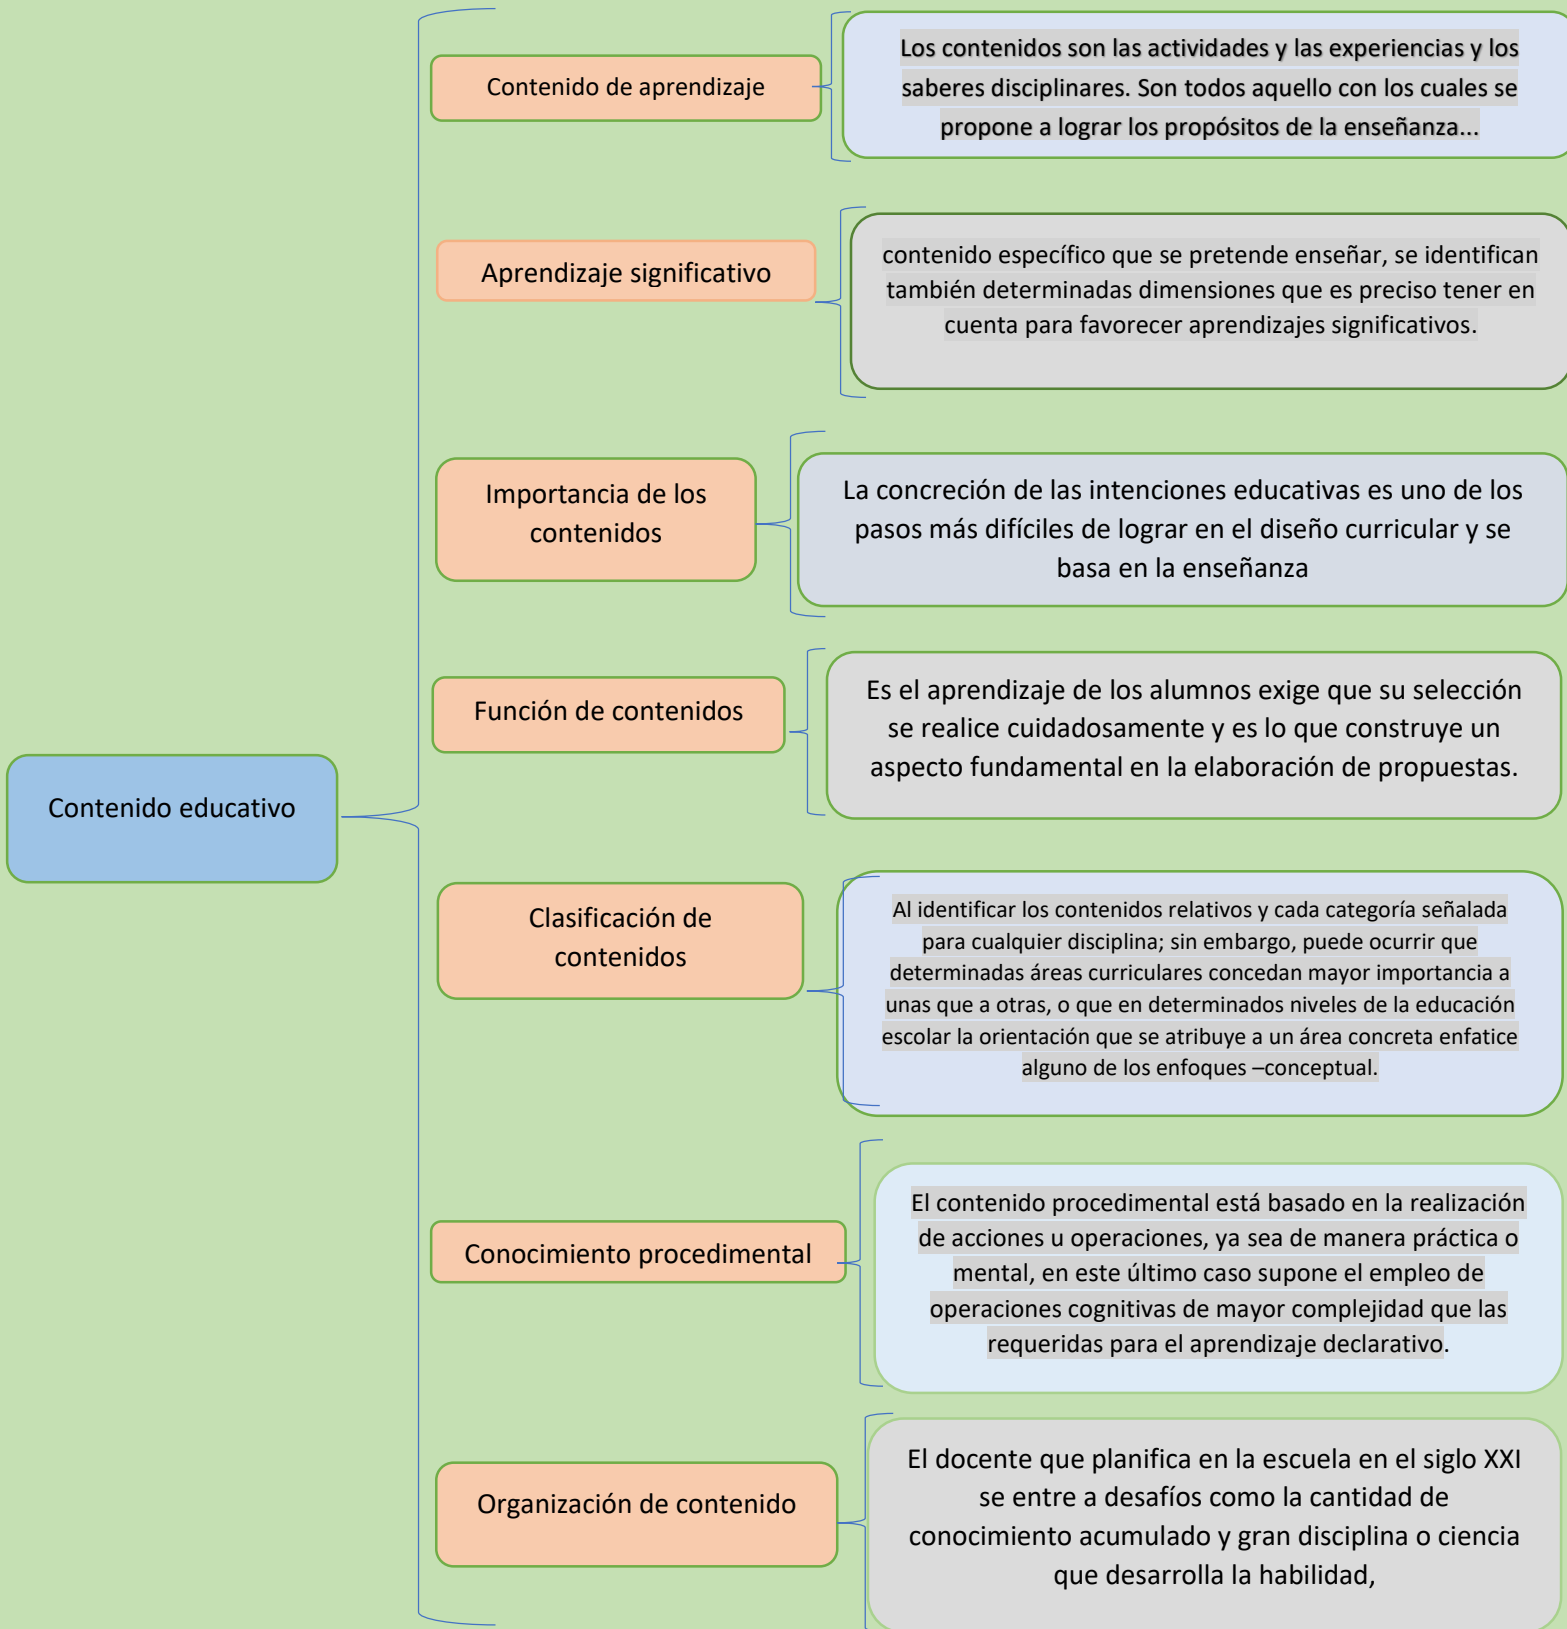 Contenido educativo
Contenido de aprendizaje
Los contenidos son las actividades y las experiencias y los
saberes disciplinares. Son todos aquello con los cuales se
propone a lograr los propósitos de la enseñanza...
Aprendizaje significativo
contenido específico que se pretende enseñar, se identifican
también determinadas dimensiones que es preciso tener en
cuenta para favorecer aprendizajes significativos.
Importancia de los
contenidos
La concreción de las intenciones educativas es uno de los
pasos más difíciles de lograr en el diseño curricular y se
basa en la enseñanza
Función de contenidos
Es el aprendizaje de los alumnos exige que su selección
se realice cuidadosamente y es lo que construye un
aspecto fundamental en la elaboración de propuestas.
Clasificación de
contenidos
Al identificar los contenidos relativos y cada categoría señalada
para cualquier disciplina; sin embargo, puede ocurrir que
determinadas áreas curriculares concedan mayor importancia a
unas que a otras, o que en determinados niveles de la educación
escolar la orientación que se atribuye a un área concreta enfatice
alguno de los enfoques –conceptual.
Conocimiento procedimental
El contenido procedimental está basado en la realización
de acciones u operaciones, ya sea de manera práctica o
mental, en este último caso supone el empleo de
operaciones cognitivas de mayor complejidad que las
requeridas para el aprendizaje declarativo.
Organización de contenido
El docente que planifica en la escuela en el siglo XXI
se entre a desafíos como la cantidad de
conocimiento acumulado y gran disciplina o ciencia
que desarrolla la habilidad,